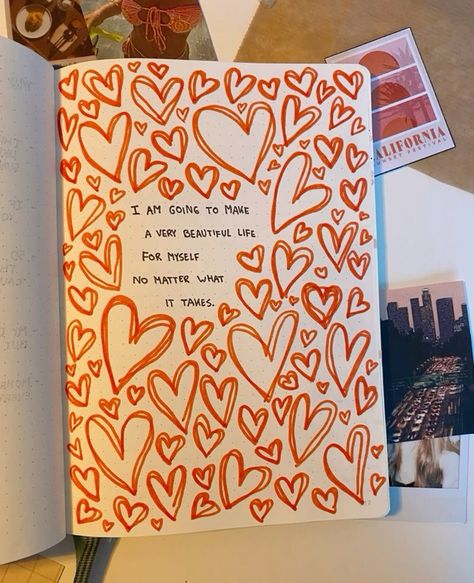 I AM GOING TO MAKE
A VERY BEAUTIFUL LIFE
FOR MYSELF
NO MATTER WHAT
IT TAKES.
CALIFORNIA
SUNSET FESTIVAL